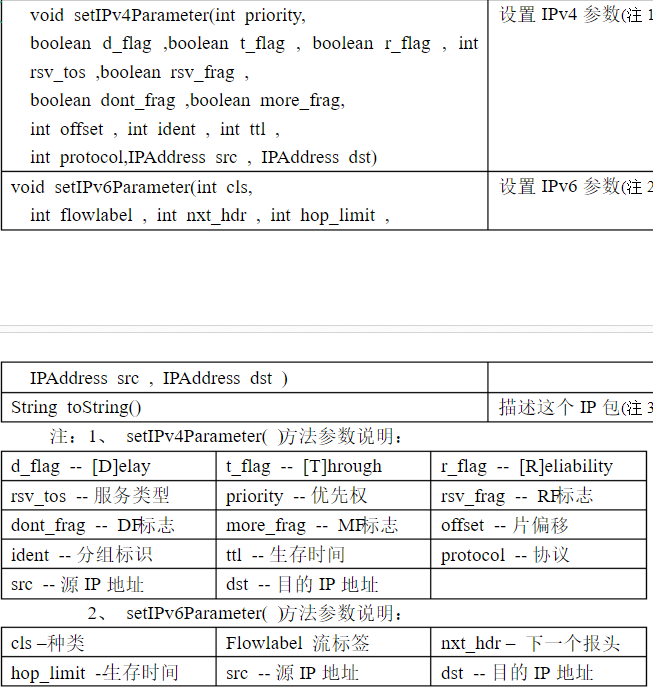 void setIPv4Parameter(int priority, 设置 IPv4 参数(注 1
boolean d_flag ,boolean t_flag , boolean r_flag , int
rsv_tos ,boolean rsv_frag ,
boolean dont_frag ,boolean more_frag,
int offset , int ident , int ttl ,
int protocol,IPAddress src , IPAddress dst)
void setIPv6Parameter(int cls, 设置 IPv6 参数(注 2
int flowlabel , int nxt_hdr , int hop_limit ,
IPAddress src , IPAddress dst )
String toString() 描述这个 IP 包(注 3
注：1、 setIPv4Parameter( )方法参数说明：
d_flag -- [D]elay t_flag -- [T]hrough r_flag -- [R]eliability
rsv_tos -- 服务类型 priority -- 优先权 rsv_frag -- RF标志
dont_frag -- DF标志 more_frag -- MF标志 offset -- 片偏移
ident -- 分组标识 ttl -- 生存时间 protocol -- 协议
src -- 源 IP 地址 dst -- 目的 IP 地址
2、 setIPv6Parameter( )方法参数说明：
cls –种类 Flowlabel 流标签 nxt_hdr – 下一个报头
hop_limit -生存时间 src -- 源 IP 地址 dst -- 目的 IP 地址